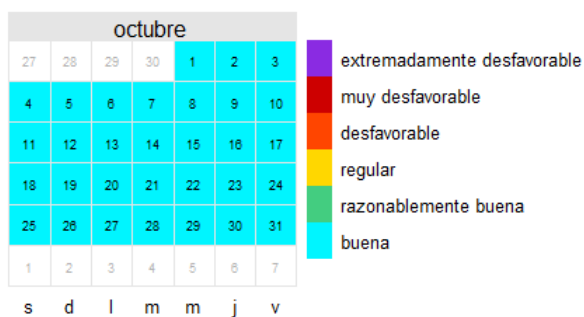 octubre
27 28 29 30 1 2 3
4 5 6 7 8 9 10
11 12 13 14 15 16 17
18 19 20 21 22 23 24
25 26 27 28 29 30 31
1 2 3 4 5 6 7
s d l m m j v
extremadamente desfavorable
muy desfavorable
desfavorable
regular
razonablemente buena
buena